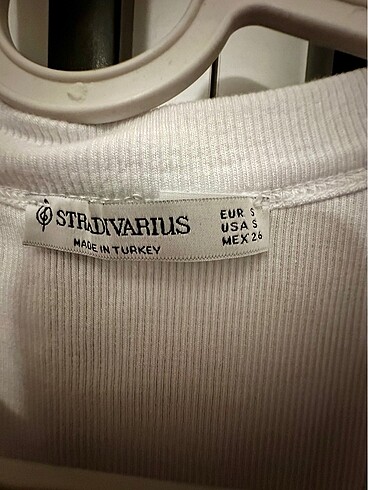 STRADIVARIUS
MADE IN TURKEY
EUR S
USA S
MEX 26